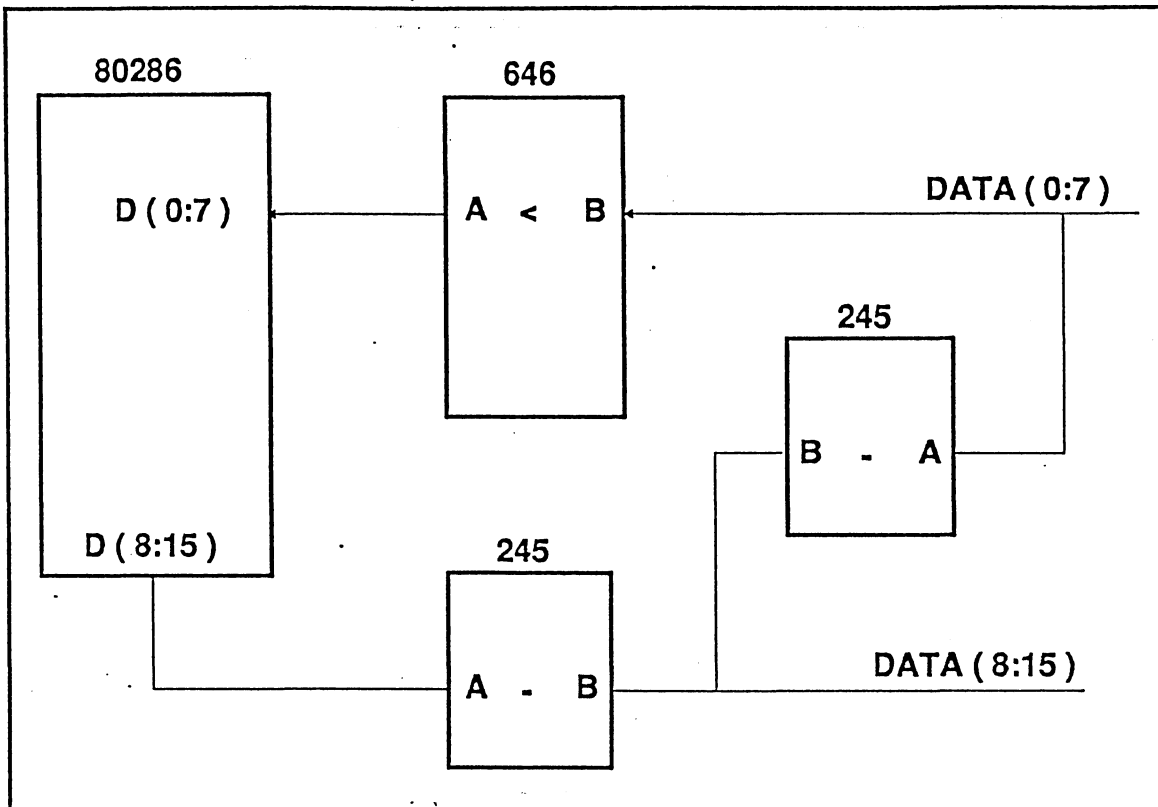 80286
646
D ( 0:7 )
A < B
DATA ( 0:7 )
245
B - A
D ( 8:15 )
245
A - B
DATA ( 8:15 )